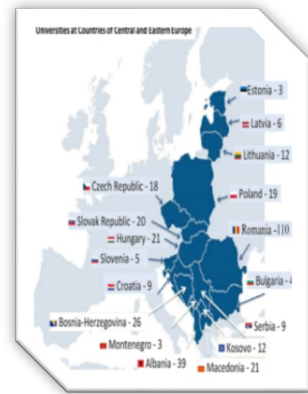 Universities at Countries of Central and Eastern Europe
Estonia - 3
Latvia - 6
Lithuania - 12
Czech Republic - 18
Poland - 19
Slovak Republic - 20
Romania -110
Hungary - 21
Slovenia - 5
Bulgaria - 4
Croatia - 9
Bosnia-Herzegovina - 26
Serbia - 9
Montenegro - 3
Kosovo - 12
Albania - 39
Macedonia - 21